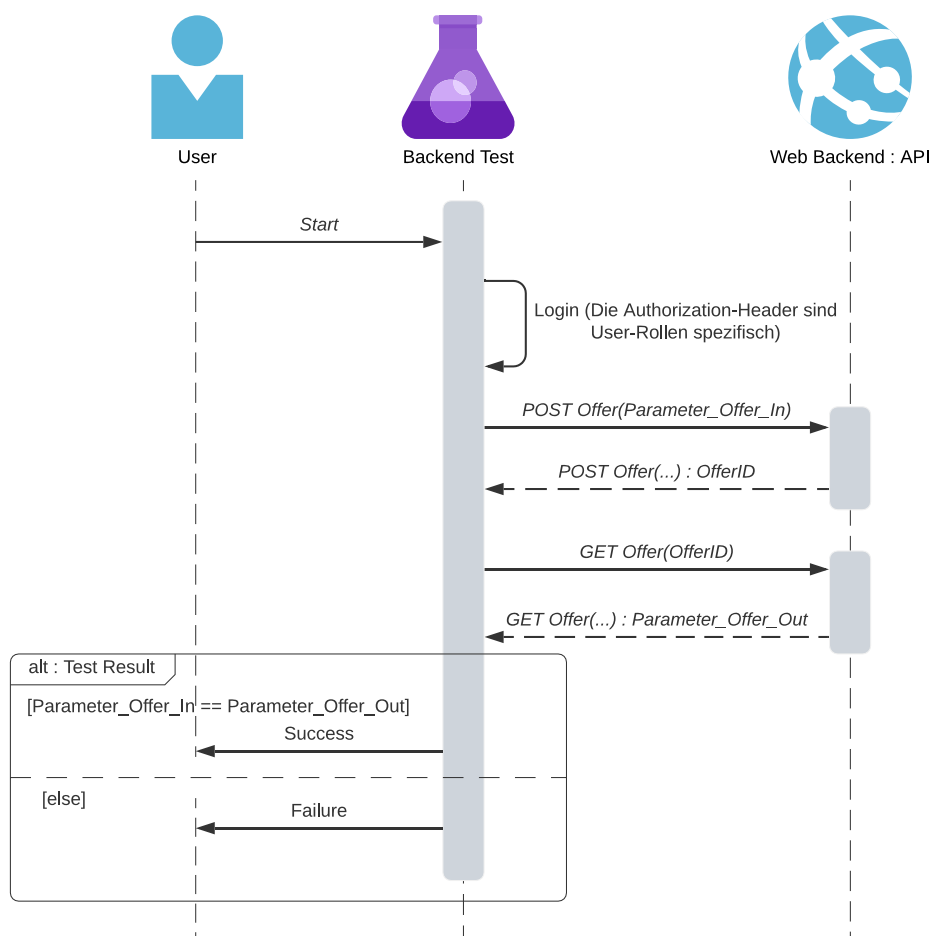 User
Backend Test
Web Backend : API
Start
Login (Die Authorization-Header sind
User-Rollen spezifisch)
POST Offer(Parameter_Offer_In)
POST Offer(...) : OfferID
GET Offer(OfferID)
GET Offer(...) : Parameter_Offer_Out
alt : Test Result
[Parameter_Offer_In == Parameter_Offer_Out]
Success
[else]
Failure